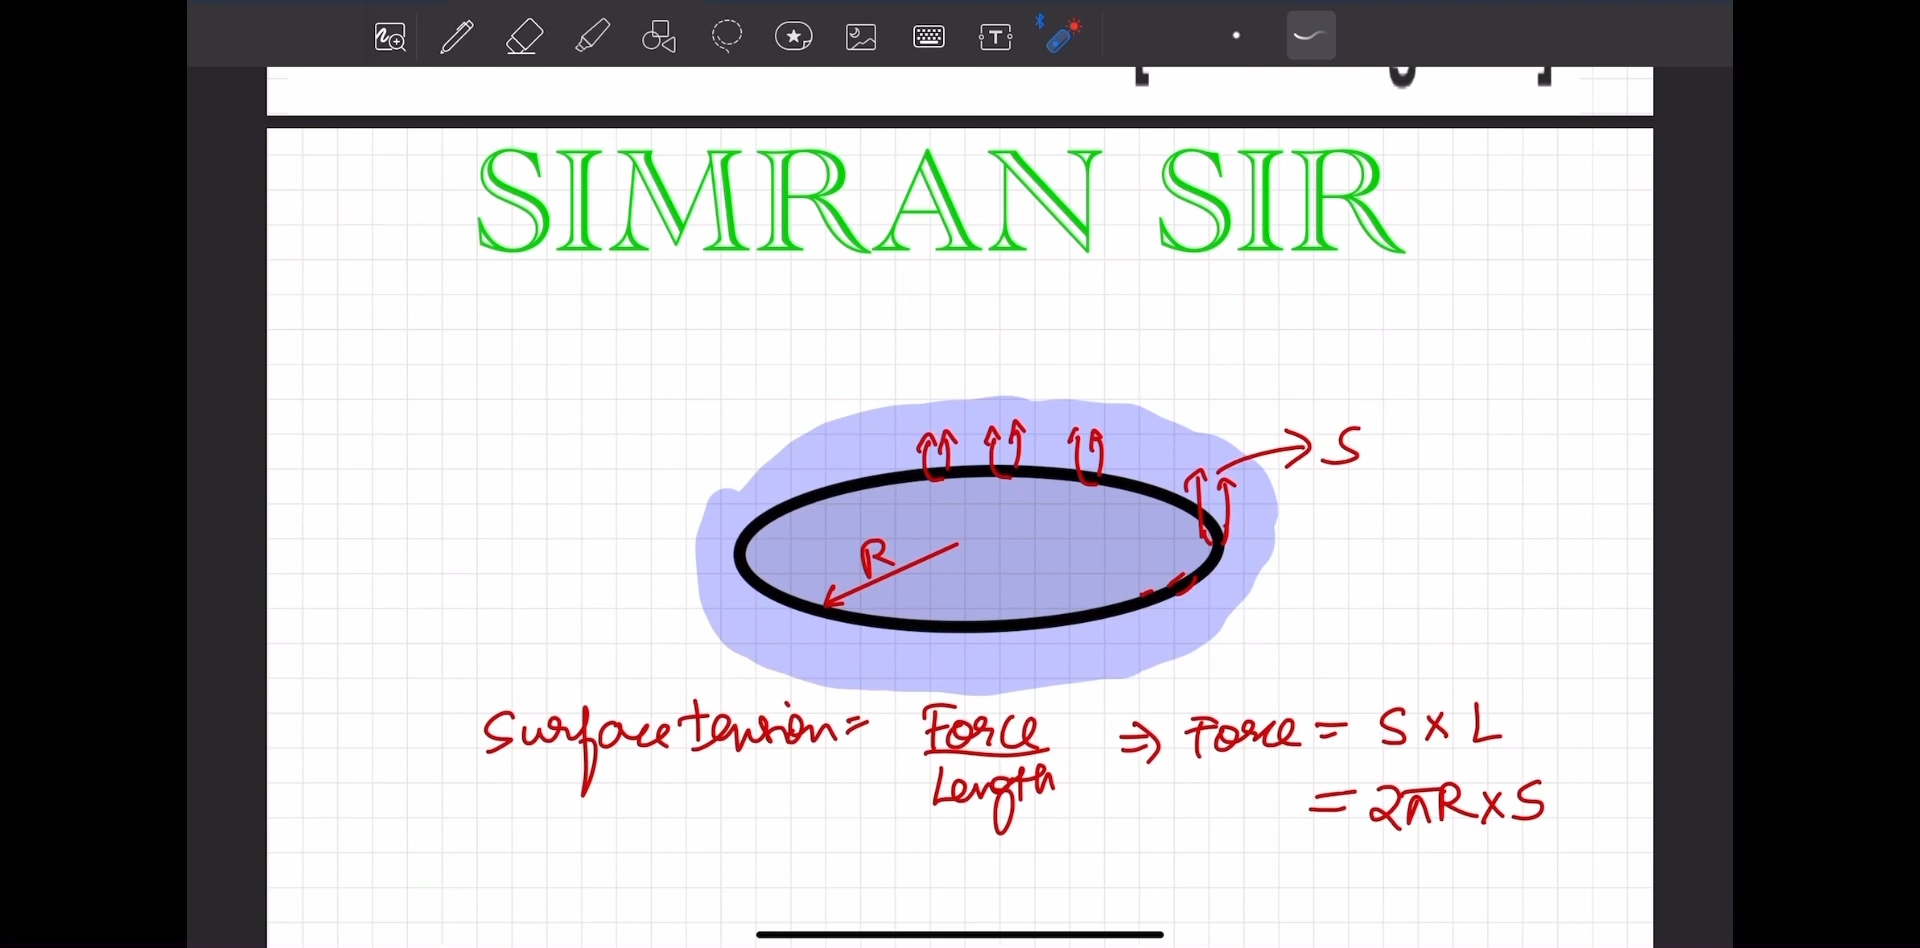 SIMRAN SIR
S
R
Surface tension = Force / Length ⇒ Force = S × L
= 2πR × S